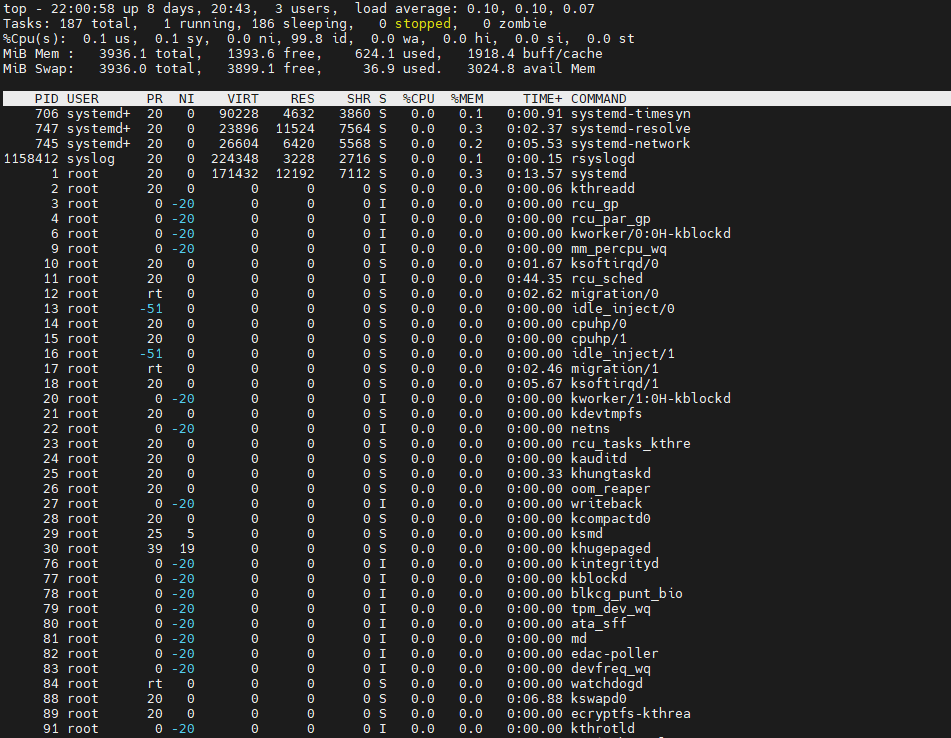 top - 22:00:58 up 8 days, 20:43,  3 users,  load average: 0.10, 0.10, 0.07
Tasks: 187 total,   1 running, 186 sleeping,   0 stopped,   0 zombie
%Cpu(s):  0.1 us,  0.1 sy,  0.0 ni, 99.8 id,  0.0 wa,  0.0 hi,  0.0 si,  0.0 st
MiB Mem :   3936.1 total,   1393.6 free,    624.1 used,   1918.4 buff/cache
MiB Swap:   3936.0 total,   3899.1 free,     36.9 used.   3024.8 avail Mem
PID USER      PR  NI    VIRT    RES    SHR S  %CPU  %MEM     TIME+ COMMAND
706 systemd+  20   0   90228   4632   3860 S   0.0   0.1   0:00.91 systemd-timesyn
747 systemd+  20   0   23896  11524   7564 S   0.0   0.3   0:02.37 systemd-resolve
745 systemd+  20   0   26604   6420   5568 S   0.0   0.2   0:05.53 systemd-network
1158412 syslog    20   0  224348   3228   2716 S   0.0   0.1   0:00.15 rsyslogd
1 root      20   0  171432  12192   7112 S   0.0   0.3   0:13.57 systemd
2 root      20   0       0      0      0 S   0.0   0.0   0:00.06 kthreadd
3 root       0 -20       0      0      0 I   0.0   0.0   0:00.00 rcu_gp
4 root       0 -20       0      0      0 I   0.0   0.0   0:00.00 rcu_par_gp
6 root       0 -20       0      0      0 I   0.0   0.0   0:00.00 kworker/0:0H-kblockd
9 root       0 -20       0      0      0 I   0.0   0.0   0:00.00 mm_percpu_wq
10 root      20   0       0      0      0 S   0.0   0.0   0:01.67 ksoftirqd/0
11 root      20   0       0      0      0 I   0.0   0.0   0:44.35 rcu_sched
12 root      rt   0       0      0      0 S   0.0   0.0   0:02.62 migration/0
13 root     -51   0       0      0      0 S   0.0   0.0   0:00.00 idle_inject/0
14 root      20   0       0      0      0 S   0.0   0.0   0:00.00 cpuhp/0
15 root      20   0       0      0      0 S   0.0   0.0   0:00.00 cpuhp/1
16 root     -51   0       0      0      0 S   0.0   0.0   0:00.00 idle_inject/1
17 root      rt   0       0      0      0 S   0.0   0.0   0:02.46 migration/1
18 root      20   0       0      0      0 S   0.0   0.0   0:05.67 ksoftirqd/1
20 root       0 -20       0      0      0 I   0.0   0.0   0:00.00 kworker/1:0H-kblockd
21 root      20   0       0      0      0 S   0.0   0.0   0:00.00 kdevtmpfs
22 root       0 -20       0      0      0 I   0.0   0.0   0:00.00 netns
23 root      20   0       0      0      0 S   0.0   0.0   0:00.00 rcu_tasks_kthre
24 root      20   0       0      0      0 S   0.0   0.0   0:00.00 kauditd
25 root      20   0       0      0      0 S   0.0   0.0   0:00.33 khungtaskd
26 root      20   0       0      0      0 S   0.0   0.0   0:00.00 oom_reaper
27 root       0 -20       0      0      0 I   0.0   0.0   0:00.00 writeback
28 root      20   0       0      0      0 S   0.0   0.0   0:00.00 kcompactd0
29 root      25   5       0      0      0 S   0.0   0.0   0:00.00 ksmd
30 root      39  19       0      0      0 S   0.0   0.0   0:00.00 khugepaged
76 root       0 -20       0      0      0 I   0.0   0.0   0:00.00 kintegrityd
77 root       0 -20       0      0      0 I   0.0   0.0   0:00.00 kblockd
78 root       0 -20       0      0      0 I   0.0   0.0   0:00.00 blkcg_punt_bio
79 root       0 -20       0      0      0 I   0.0   0.0   0:00.00 tpm_dev_wq
80 root       0 -20       0      0      0 I   0.0   0.0   0:00.00 ata_sff
81 root       0 -20       0      0      0 I   0.0   0.0   0:00.00 md
82 root       0 -20       0      0      0 I   0.0   0.0   0:00.00 edac-poller
83 root       0 -20       0      0      0 I   0.0   0.0   0:00.00 devfreq_wq
84 root      rt   0       0      0      0 S   0.0   0.0   0:00.00 watchdogd
88 root      20   0       0      0      0 S   0.0   0.0   0:06.88 kswapd0
89 root      20   0       0      0      0 S   0.0   0.0   0:00.00 ecryptfs-kthrea
91 root       0 -20       0      0      0 I   0.0   0.0   0:00.00 kthrotld